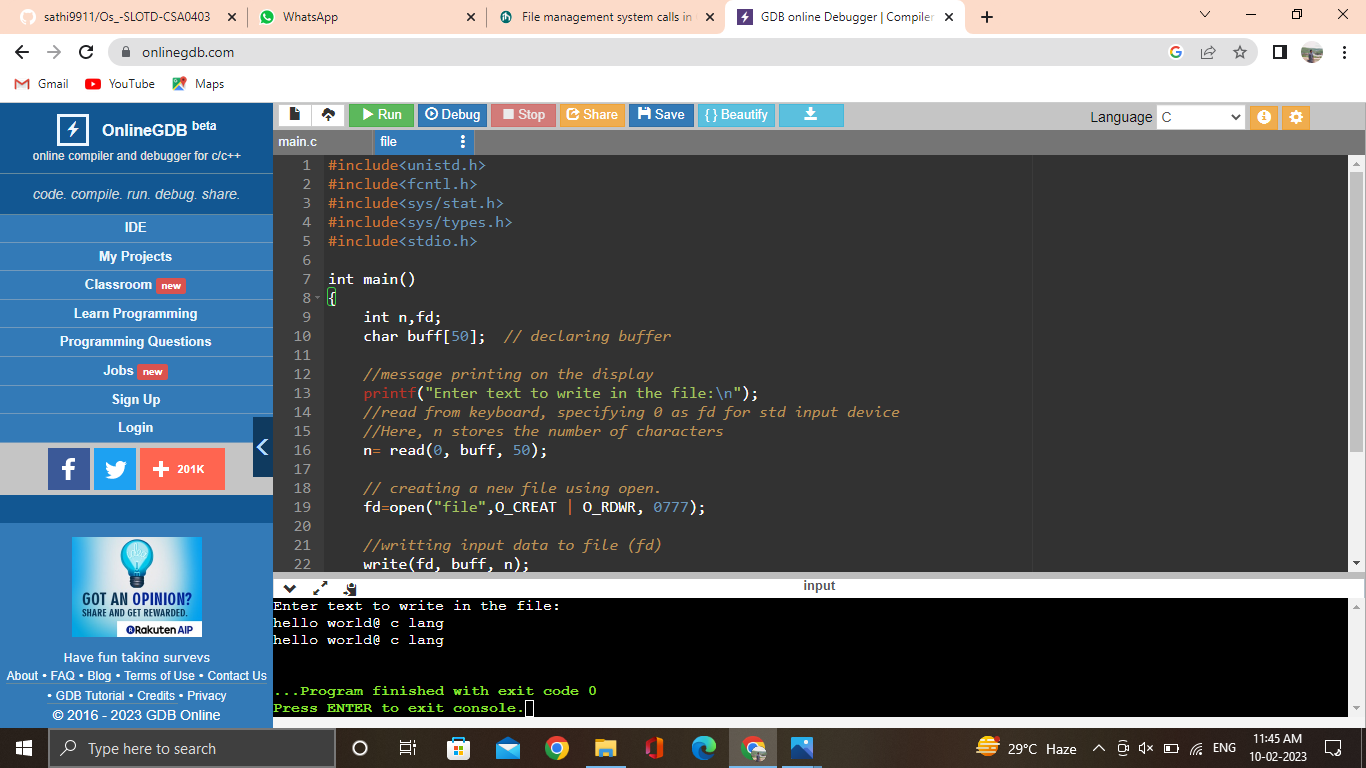 sathi9911/Os_-SLOTD-CSA0403
WhatsApp
File management system calls in
GDB online Debugger | Compiler
onlinegdb.com
Gmail YouTube Maps
OnlineGDB beta
online compiler and debugger for c/c++
code. compile. run. debug. share.
IDE
My Projects
Classroom new
Learn Programming
Programming Questions
Jobs new
Sign Up
Login
f + 201K
GOT AN OPINION?
SHARE AND GET REWARDED.
Rakuten AIP
Have fun taking surveys
About • FAQ • Blog • Terms of Use • Contact Us
• GDB Tutorial • Credits • Privacy
© 2016 - 2023 GDB Online
Run Debug Stop Share Save { } Beautify
Language C
main.c file
1 #include<unistd.h>
2 #include<fcntl.h>
3 #include<sys/stat.h>
4 #include<sys/types.h>
5 #include<stdio.h>
6
7 int main()
8 {
9 int n,fd;
10 char buff[50]; // declaring buffer
11
12 //message printing on the display
13 printf("Enter text to write in the file:\n");
14 //read from keyboard, specifying 0 as fd for std input device
15 //Here, n stores the number of characters
16 n= read(0, buff, 50);
17
18 // creating a new file using open.
19 fd=open("file",O_CREAT | O_RDWR, 0777);
20
21 //writting input data to file (fd)
22 write(fd, buff, n);
input
Enter text to write in the file:
hello world@ c lang
hello world@ c lang
...Program finished with exit code 0
Press ENTER to exit console.
Type here to search
29°C Haze
ENG
11:45 AM
10-02-2023